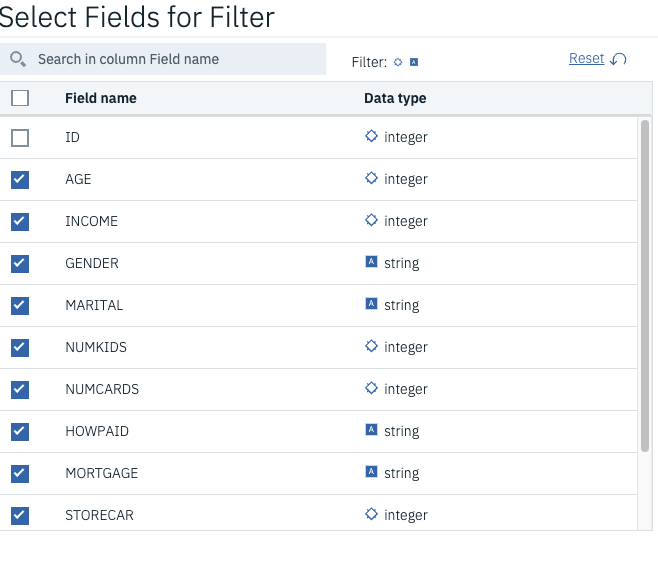 Select Fields for Filter
Search in column Field name Filter: A Reset
Field name Data type
ID integer
AGE integer
INCOME integer
GENDER A string
MARITAL A string
NUMKIDS integer
NUMCARDS integer
HOWPAID A string
MORTGAGE A string
STORECAR integer